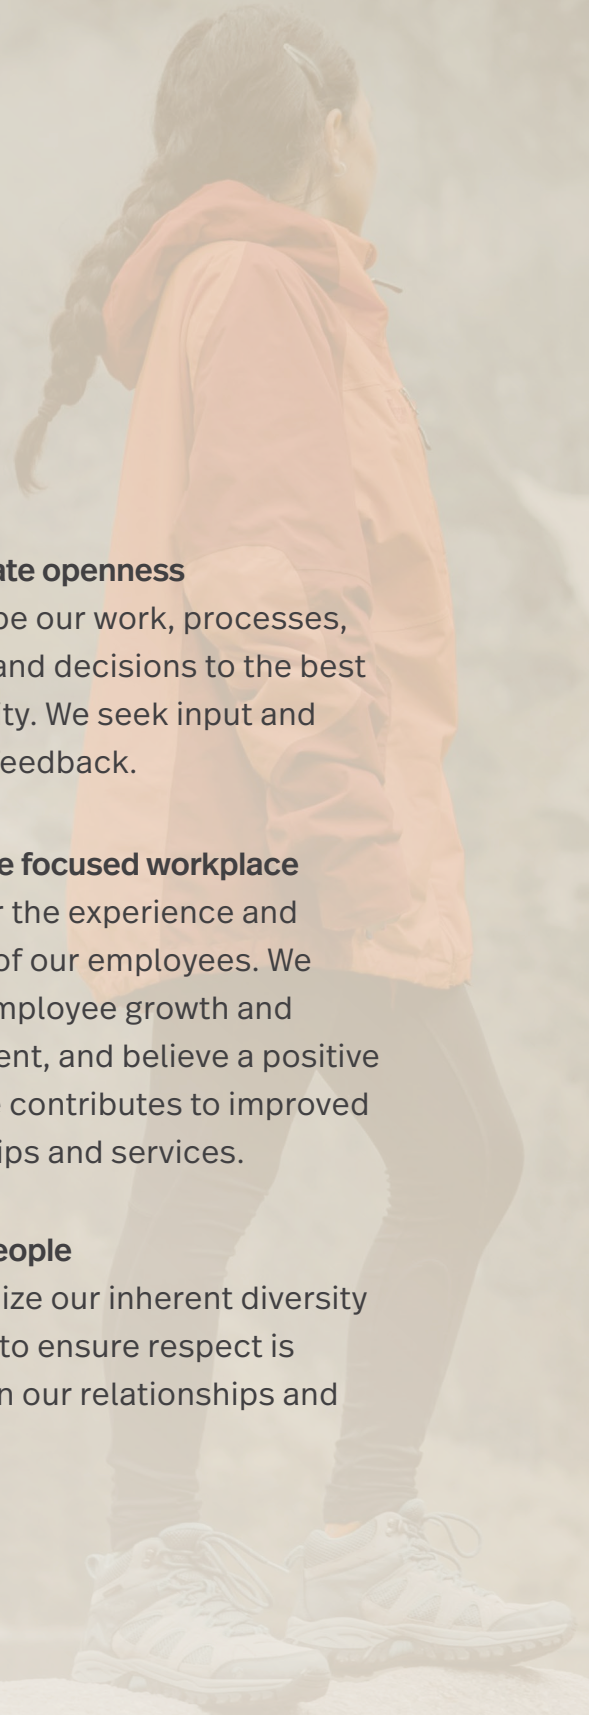 ate openness
be our work, processes,
and decisions to the best
ity. We seek input and
eedback.
e focused workplace
r the experience and
of our employees. We
mployee growth and
ent, and believe a positive
contributes to improved
ips and services.
eople
ize our inherent diversity
to ensure respect is
n our relationships and